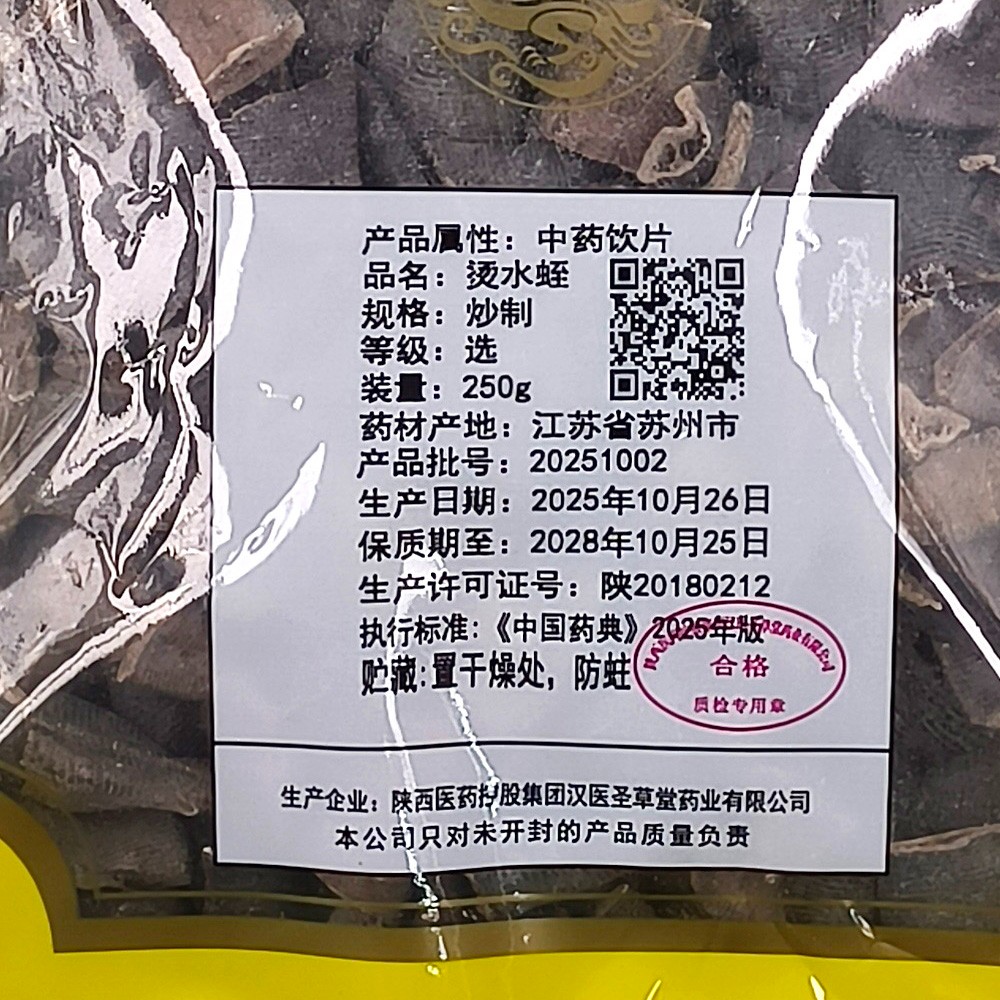 产品属性：中药饮片
品名：烫水蛭
规格：炒制
等级：选
装量：250g
药材产地：江苏省苏州市
产品批号：20251002
生产日期：2025年10月26日
保质期至：2028年10月25日
生产许可证号：陕20180212
执行标准：《中国药典》2025年版
贮藏：置干燥处，防蛀
合格
质检专用章
生产企业：陕西医药控股集团汉医圣草堂药业有限公司
本公司只对未开封的产品质量负责